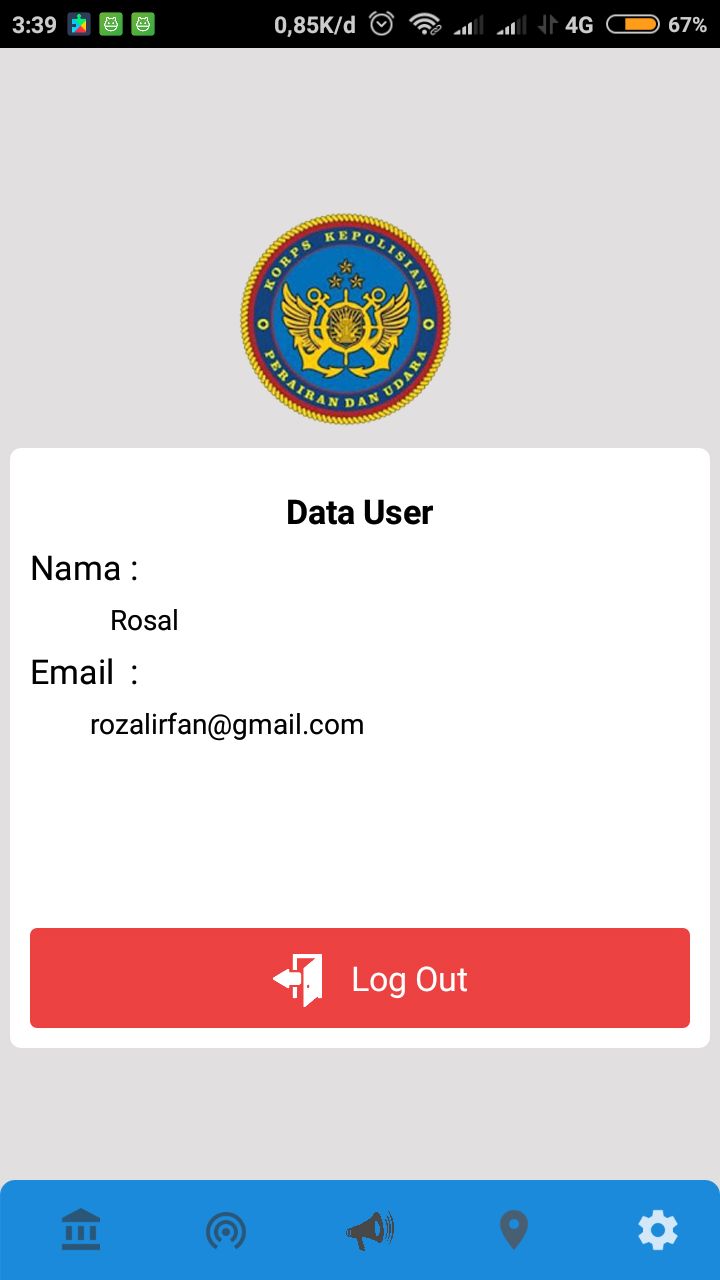 3:39 0,85K/d 4G 67%
KORPS KEPOLISIAN
PERAIRAN DAN UDARA
Data User
Nama :
Rosal
Email :
rozalirfan@gmail.com
Log Out